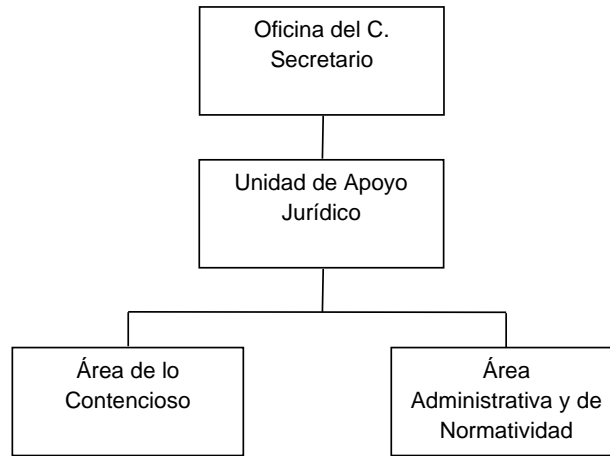 Oficina del C.
Secretario
Unidad de Apoyo
Jurídico
Área de lo
Contencioso
Área
Administrativa y de
Normatividad